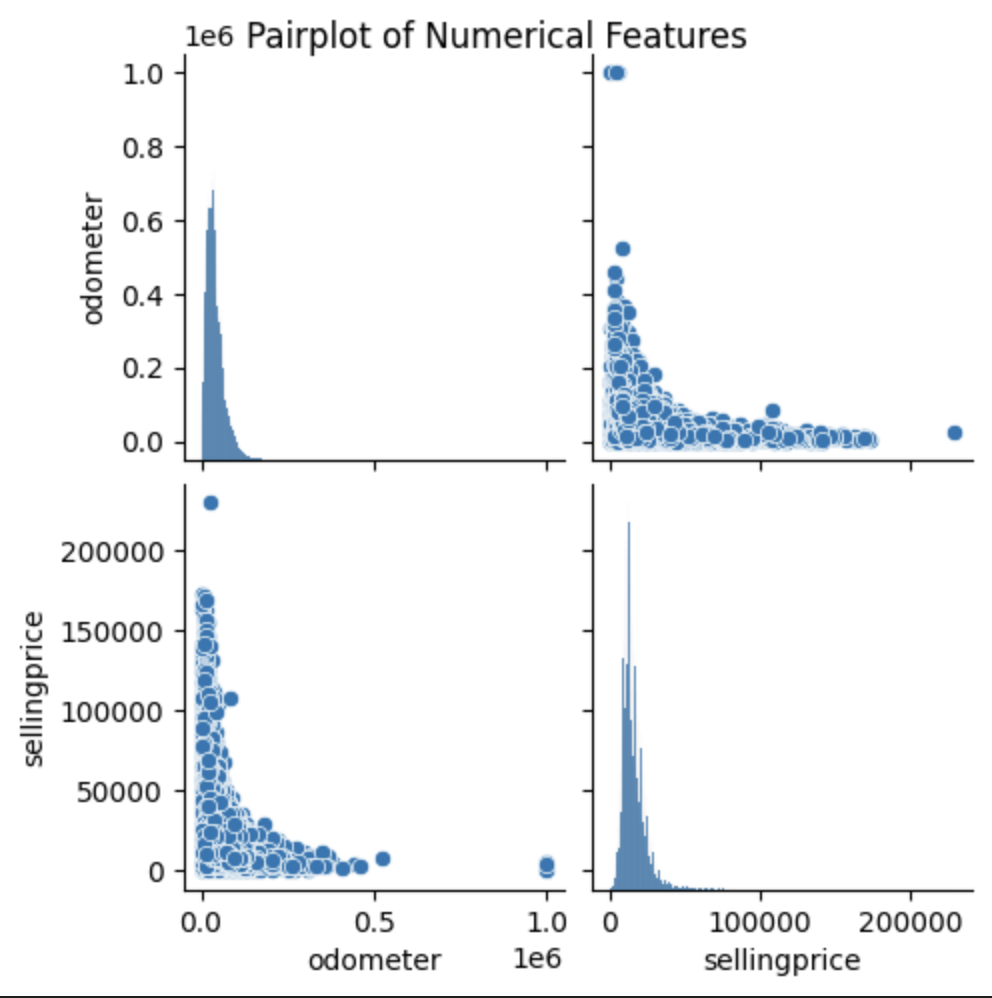 1e6 Pairplot of Numerical Features
1.0
0.8
0.6
0.4
0.2
0.0
odometer
200000
150000
100000
50000
0
sellingprice
0.0 0.5 1.0
1e6
odometer
0 100000 200000
sellingprice